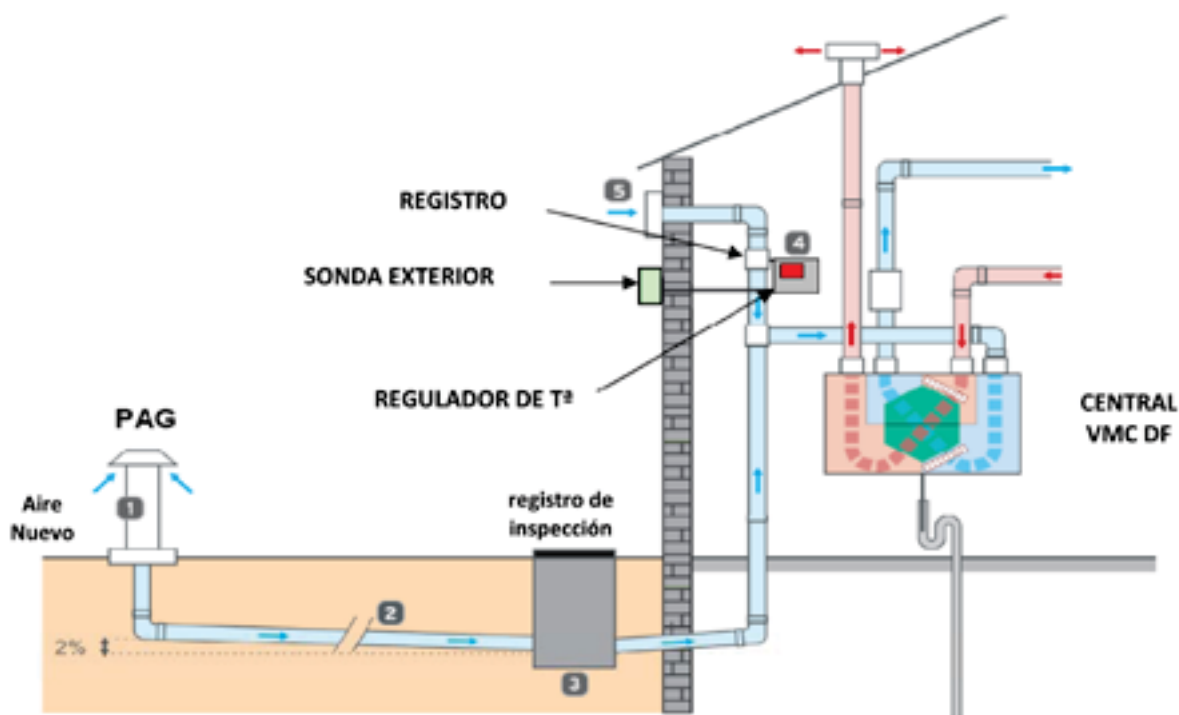 5
REGISTRO
4
SONDA EXTERIOR
REGULADOR DE Tª
CENTRAL
VMC DF
PAG
Aire
Nuevo
1
registro de
inspección
2
2%
3